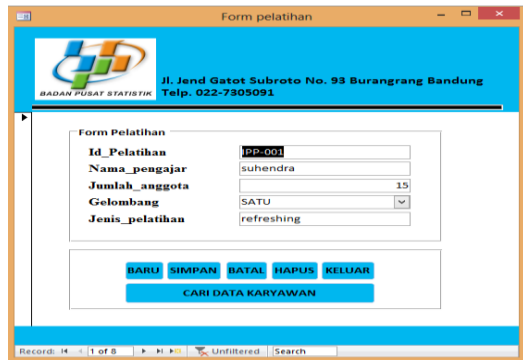 Form pelatihan
Jl. Jend Gatot Subroto No. 93 Burangrang Bandung
BADAN PUSAT STATISTIK Telp. 022-7305091
Form Pelatihan
Id_Pelatihan IPP-001
Nama_pengajar suhendra
Jumlah_anggota 15
Gelombang SATU
Jenis_pelatihan refreshing
BARU SIMPAN BATAL HAPUS KELUAR
CARI DATA KARYAWAN
Record: 1 of 8 Unfiltered Search